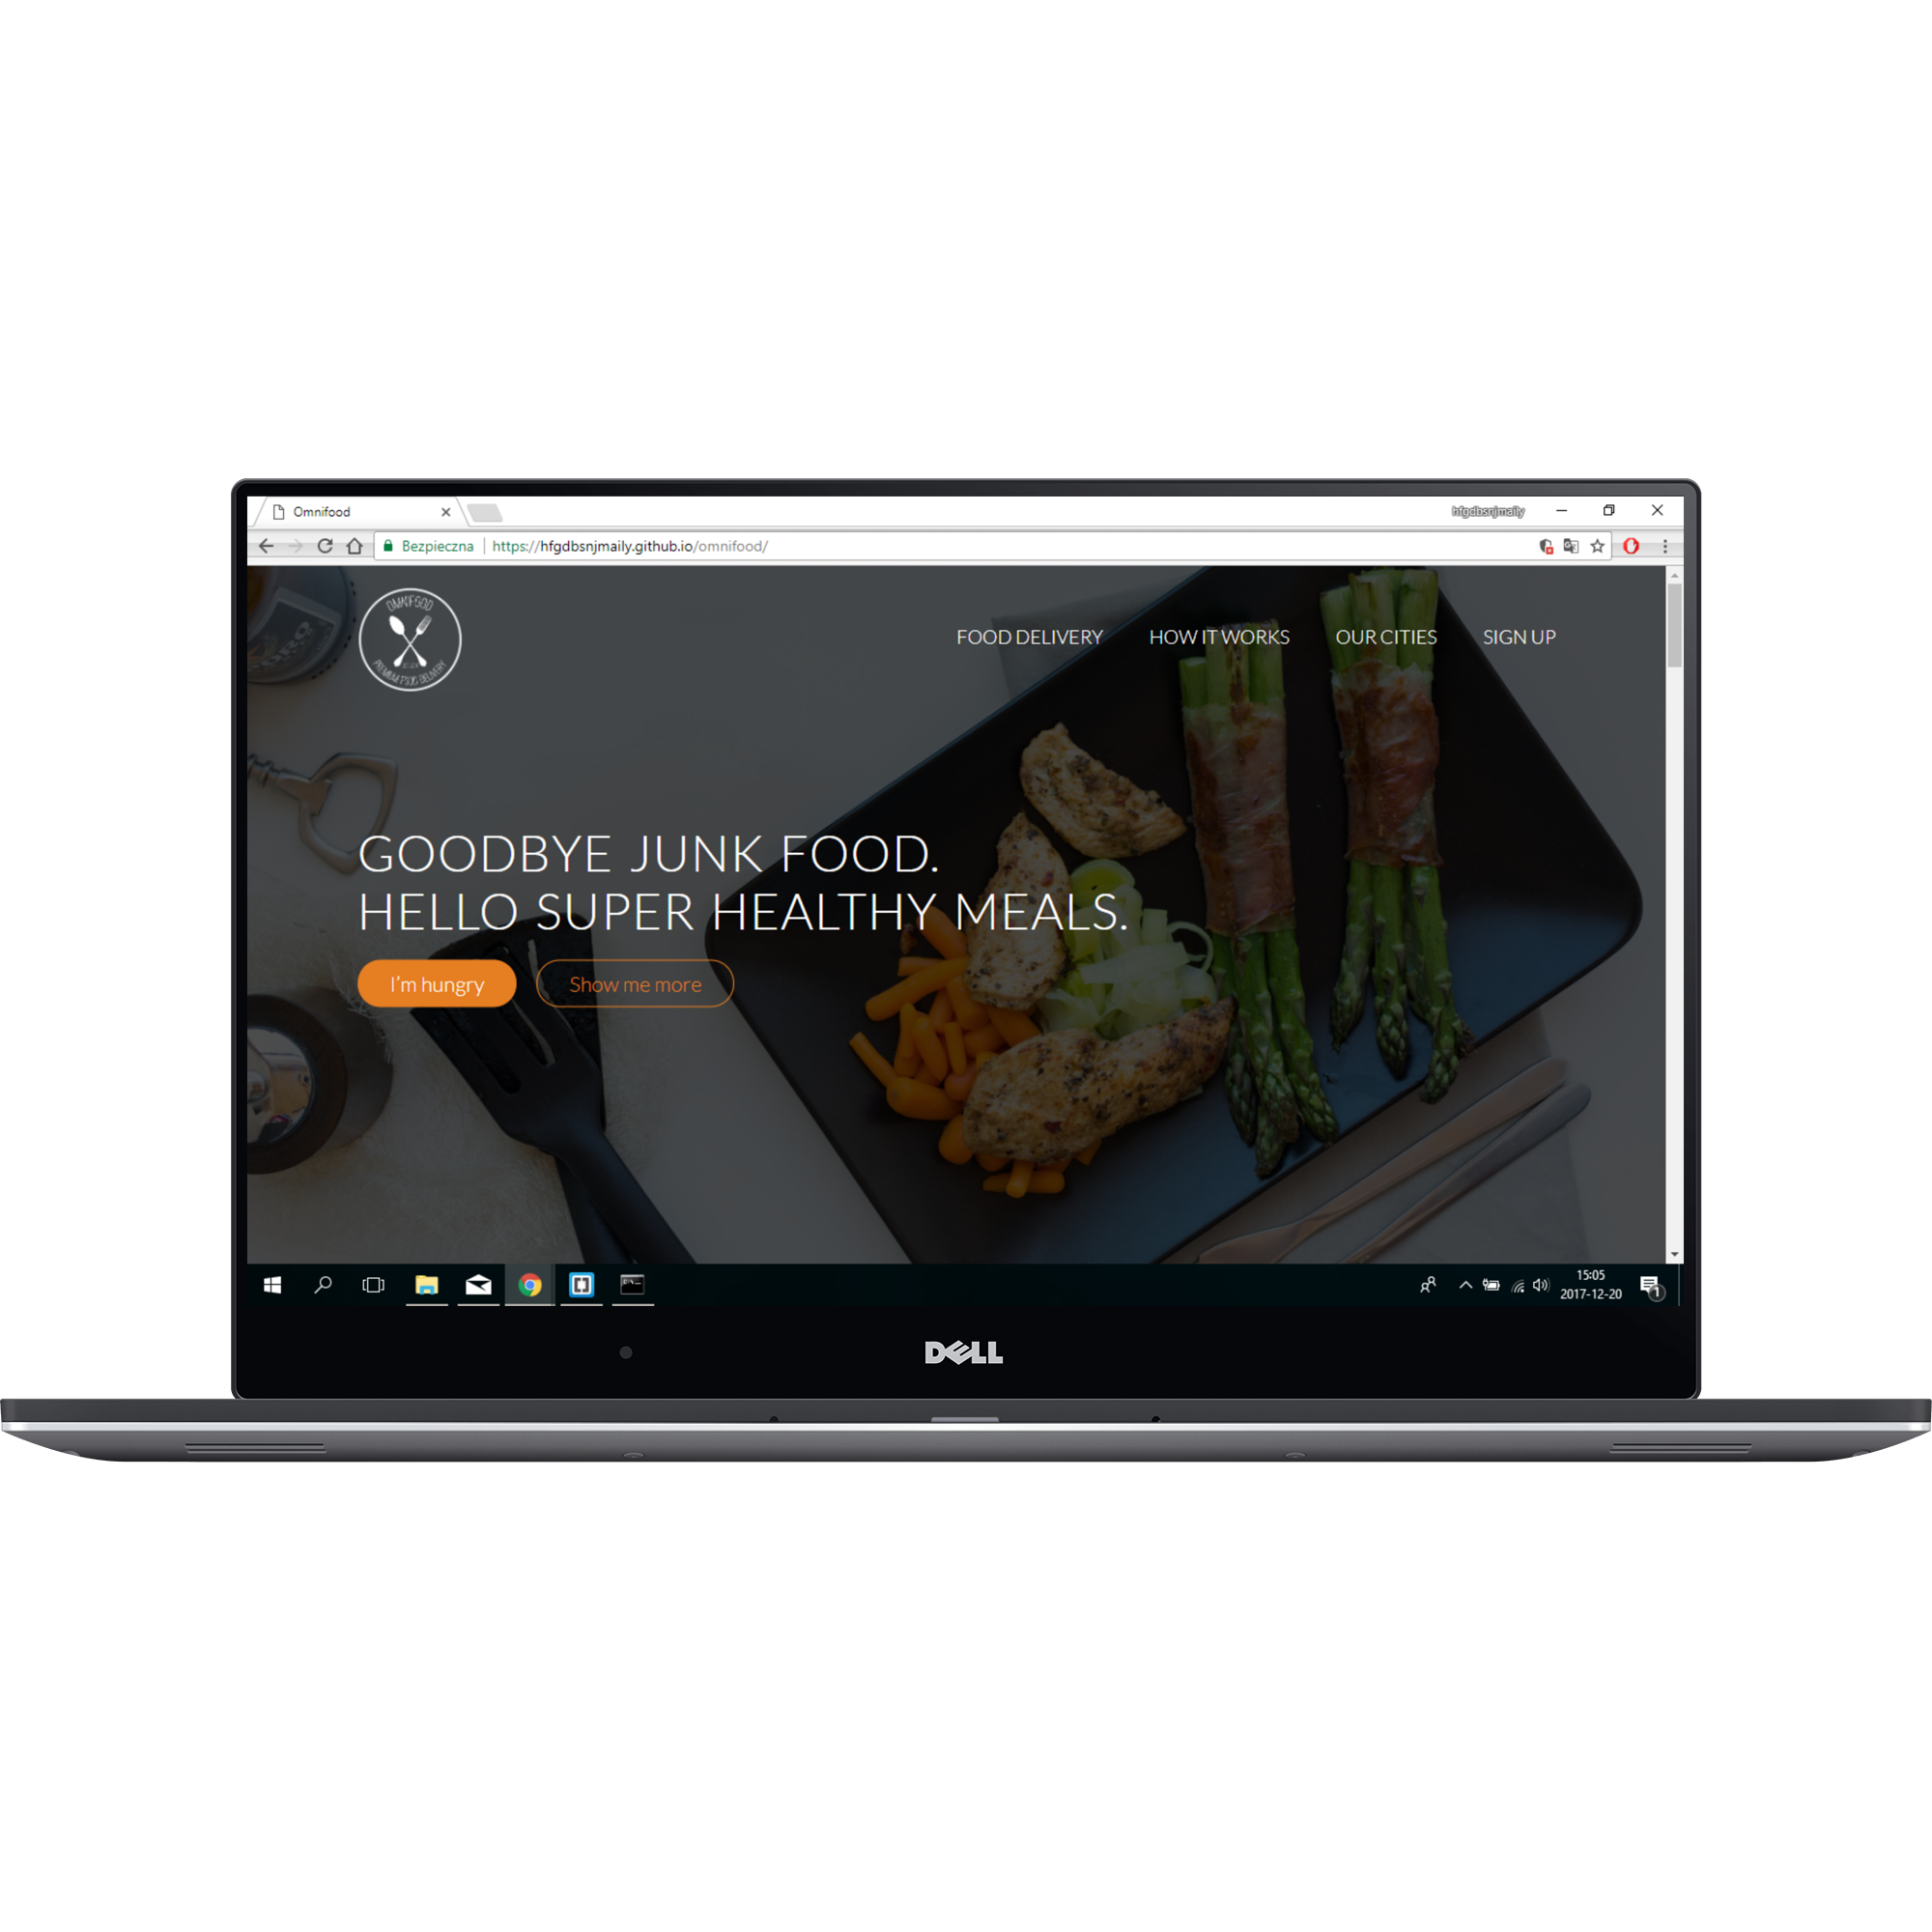 Omnifood
hfgdbsnjmaily
Bezpieczna
https://hfgdbsnjmaily.github.io/omnifood/
OMNIFOOD
PREMIUM FOOD DELIVERY
FOOD DELIVERY
HOW IT WORKS
OUR CITIES
SIGN UP
GOODBYE JUNK FOOD.
HELLO SUPER HEALTHY MEALS.
I'm hungry
Show me more
15:05
2017-12-20
1
DELL